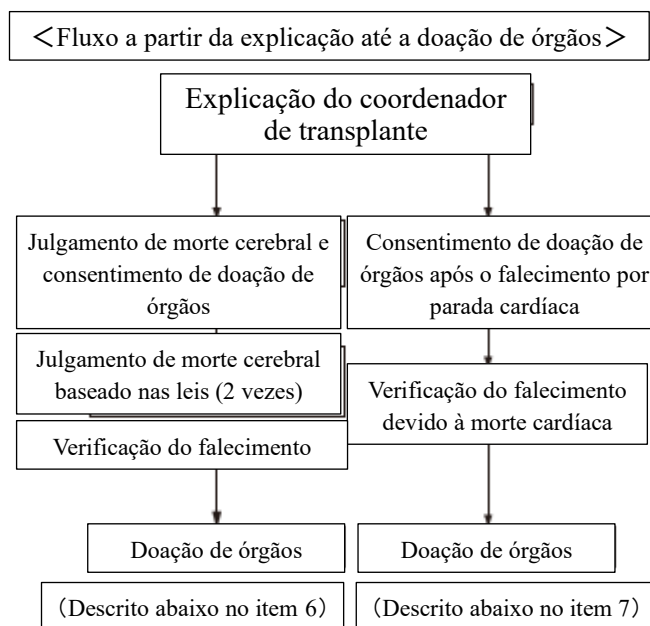 ＜Fluxo a partir da explicação até a doação de órgãos＞
Explicação do coordenador
de transplante
Julgamento de morte cerebral e
consentimento de doação de
órgãos
Consentimento de doação de
órgãos após o falecimento por
parada cardíaca
Julgamento de morte cerebral
baseado nas leis (2 vezes)
Verificação do falecimento
Verificação do falecimento
devido à morte cardíaca
Doação de órgãos
Doação de órgãos
（Descrito abaixo no item 6）
（Descrito abaixo no item 7）